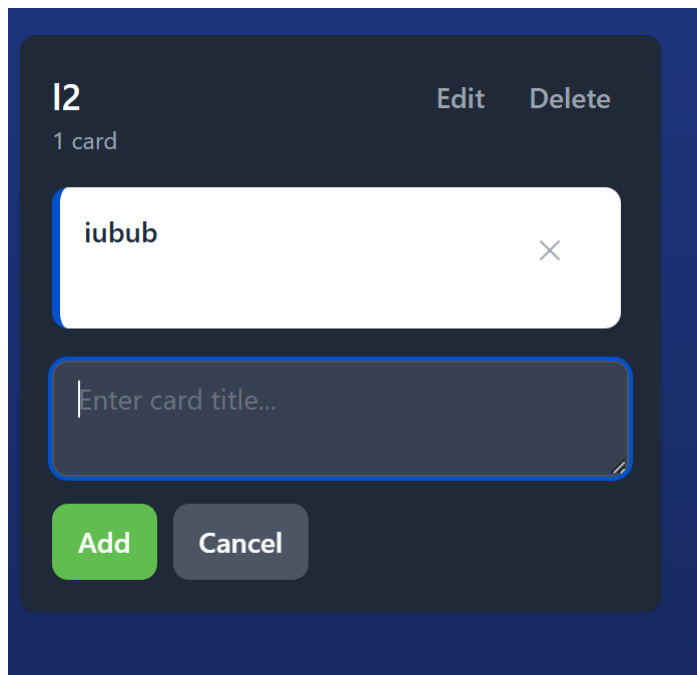 l2
Edit
Delete
1 card
iubub
Enter card title...
Add
Cancel